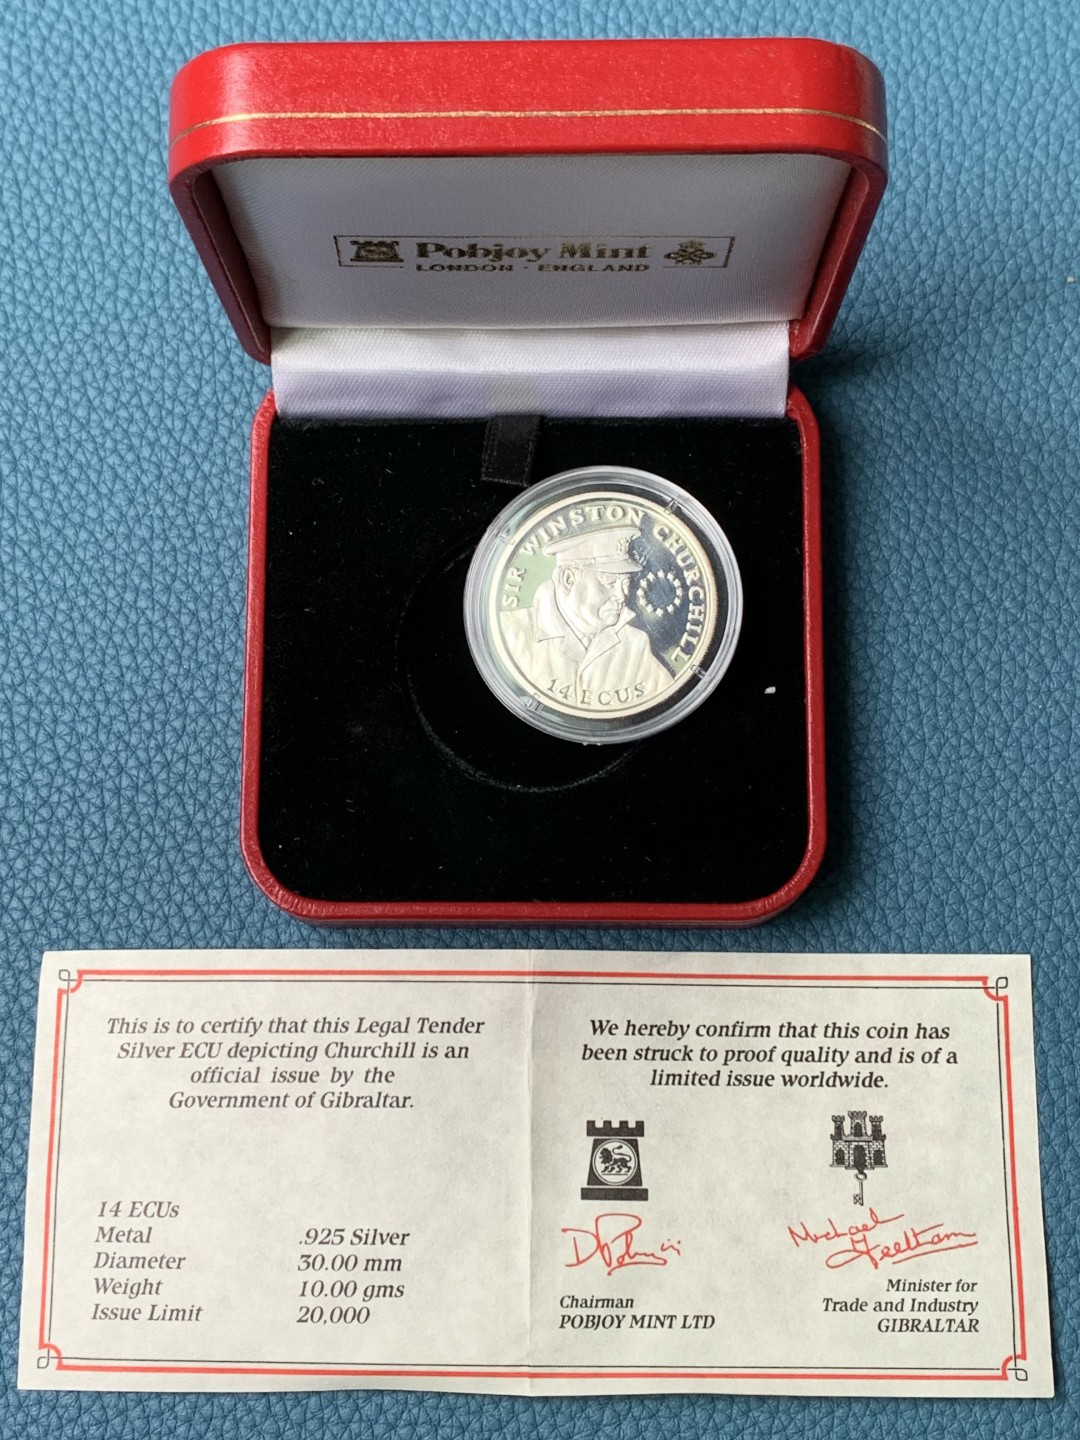 Pobjoy Mint
LONDON · ENGLAND
SIR WINSTON CHURCHILL
14 ECUS
This is to certify that this Legal Tender
Silver ECU depicting Churchill is an
official issue by the
Government of Gibraltar.
14 ECUs
Metal .925 Silver
Diameter 30.00 mm
Weight 10.00 gms
Issue Limit 20,000
We hereby confirm that this coin has
been struck to proof quality and is of a
limited issue worldwide.
Michael
Feetham
Chairman
POBJOY MINT LTD
Minister for
Trade and Industry
GIBRALTAR